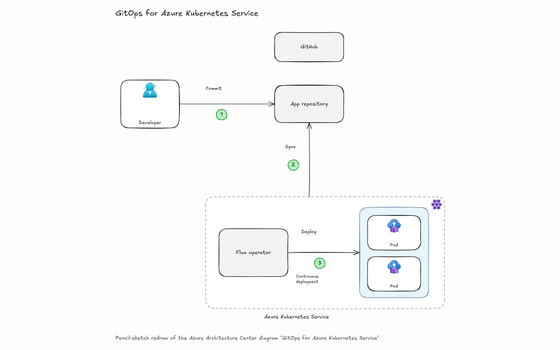 GitOps for Azure Kubernetes Service
GitHub
Commit
App repository
1
Developer
Sync
2
Deploy
Flux operator
3
Continuous
deployment
Pod
Pod
Azure Kubernetes Service
Pencil-sketch redraw of the Azure Architecture Center diagram "GitOps for Azure Kubernetes Service"